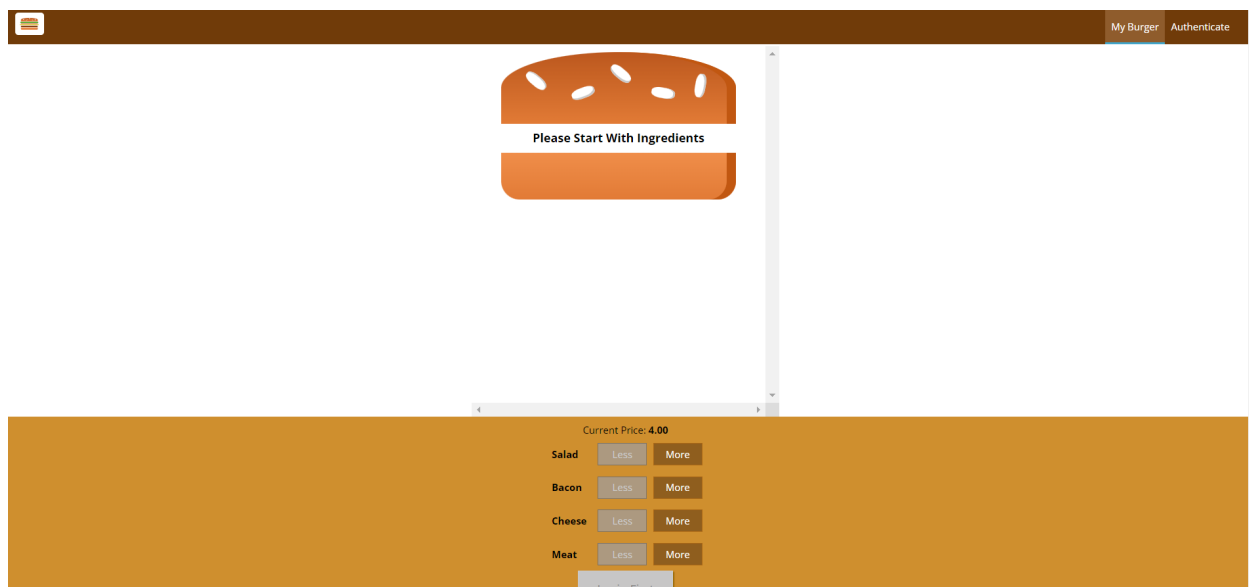 My Burger Authenticate
Please Start With Ingredients
Current Price: 4.00
Salad Less More
Bacon Less More
Cheese Less More
Meat Less More